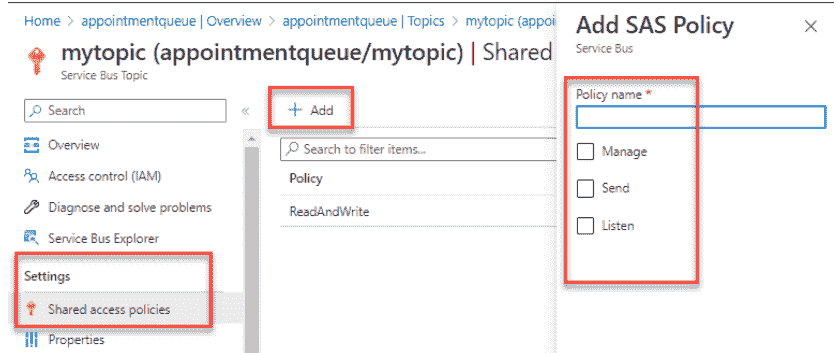 Home > appointmentqueue | Overview > appointmentqueue | Topics > mytopic (appoi
mytopic (appointmentqueue/mytopic) | Shared
Service Bus Topic
Search
«
Overview
Access control (IAM)
Diagnose and solve problems
Service Bus Explorer
Settings
Shared access policies
Properties
+ Add
Search to filter items...
Policy
ReadAndWrite
Add SAS Policy
Service Bus
Policy name *
Manage
Send
Listen